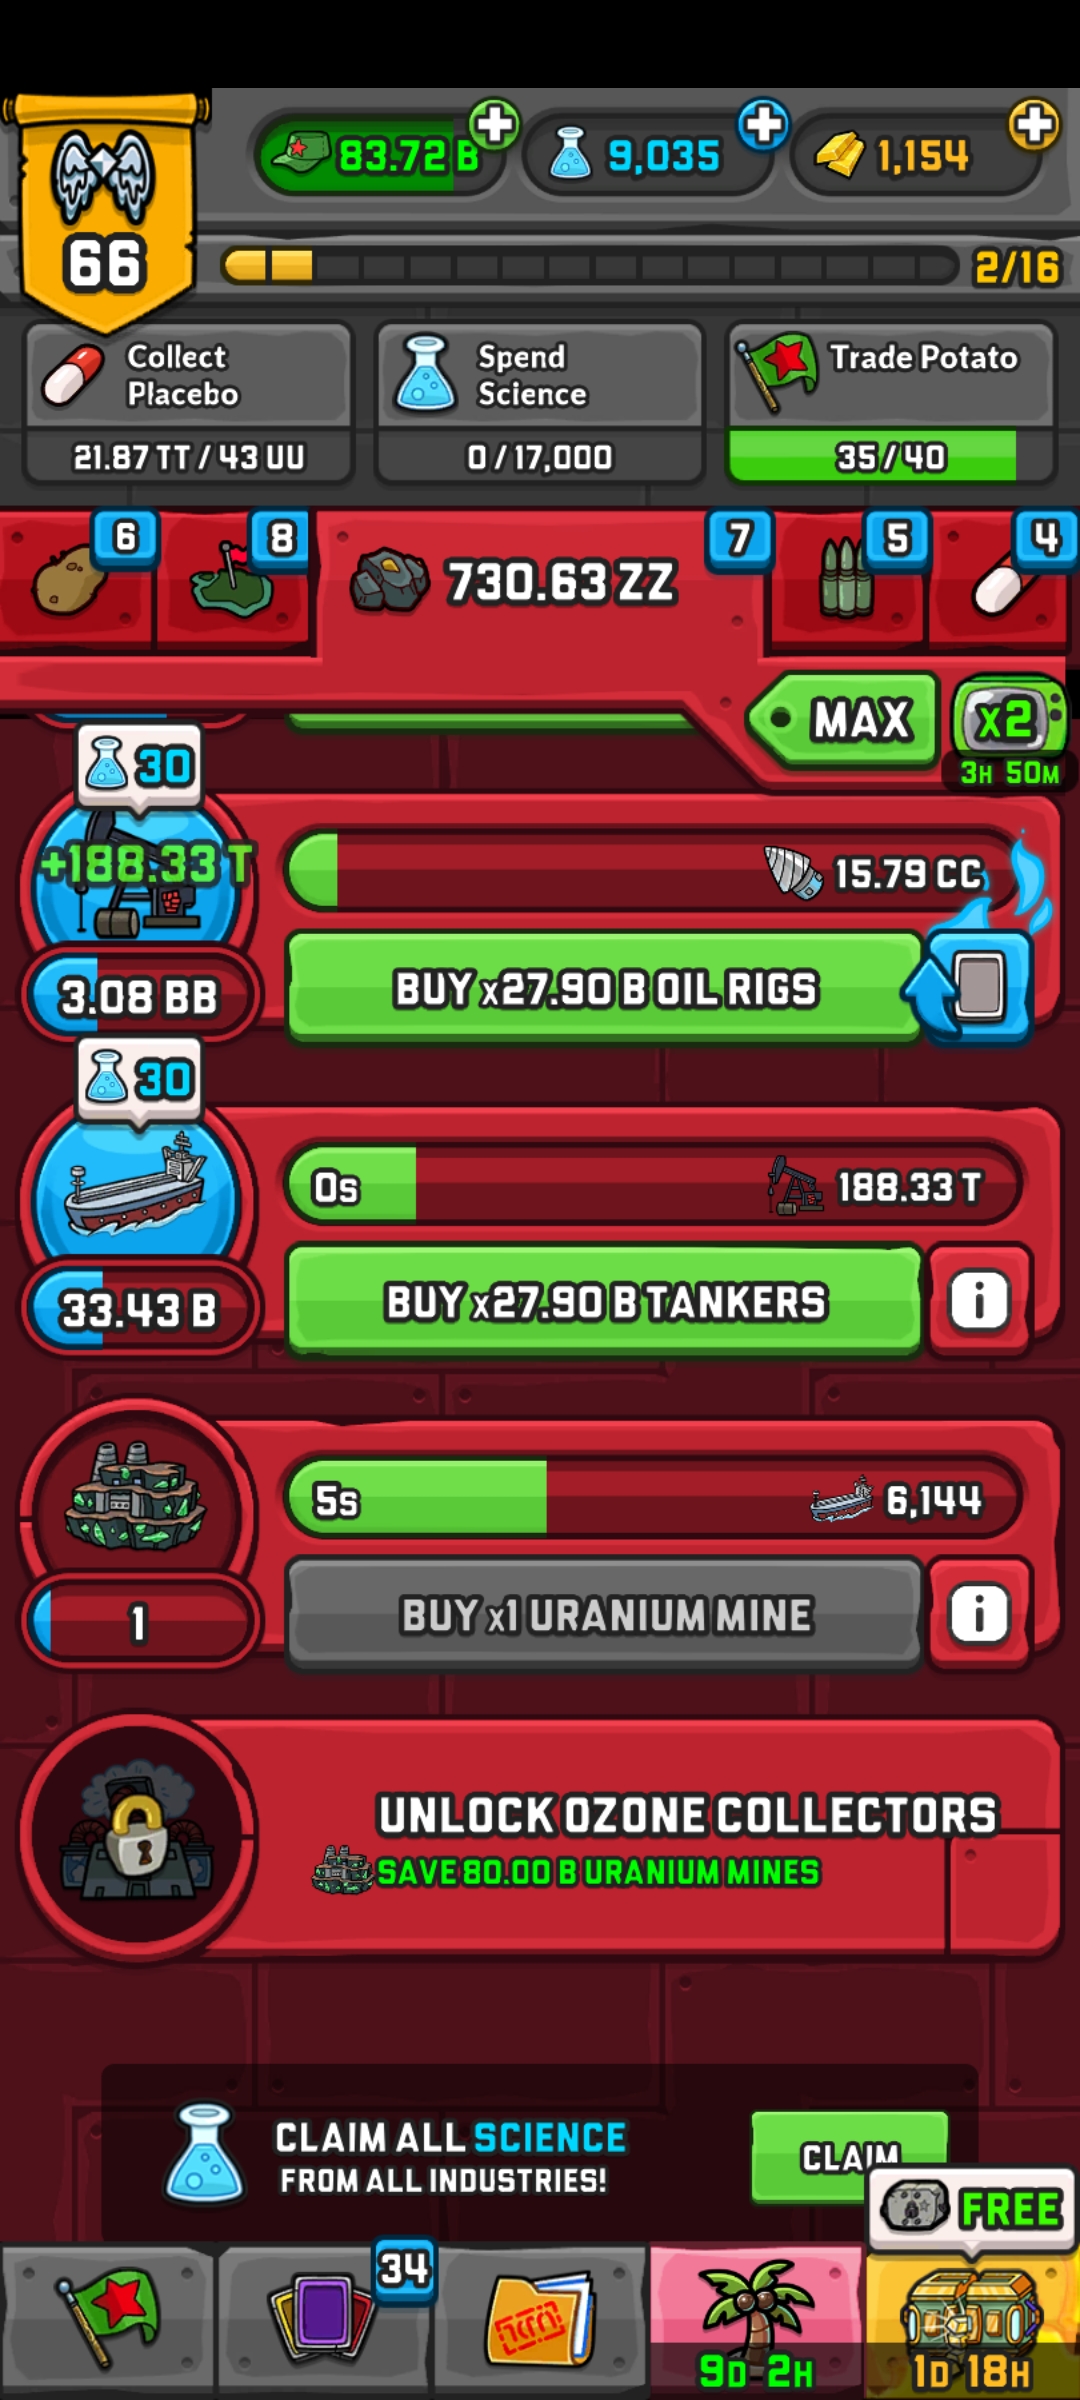 83.72 B
9,035
1,154
66
2/16
Collect
Placebo
21.87 TT / 43 UU
Spend
Science
0 / 17,000
Trade Potato
35 / 40
6
8
730.63 ZZ
7
5
4
MAX
x2
3H 50M
30
+188.33 T
15.79 CC
3.08 BB
BUY x27.90 B OIL RIGS
30
0s
188.33 T
33.43 B
BUY x27.90 B TANKERS
i
5s
6,144
1
BUY x1 URANIUM MINE
i
UNLOCK OZONE COLLECTORS
SAVE 80.00 B URANIUM MINES
CLAIM ALL SCIENCE
FROM ALL INDUSTRIES!
CLAIM
FREE
34
9D 2H
1D 18H